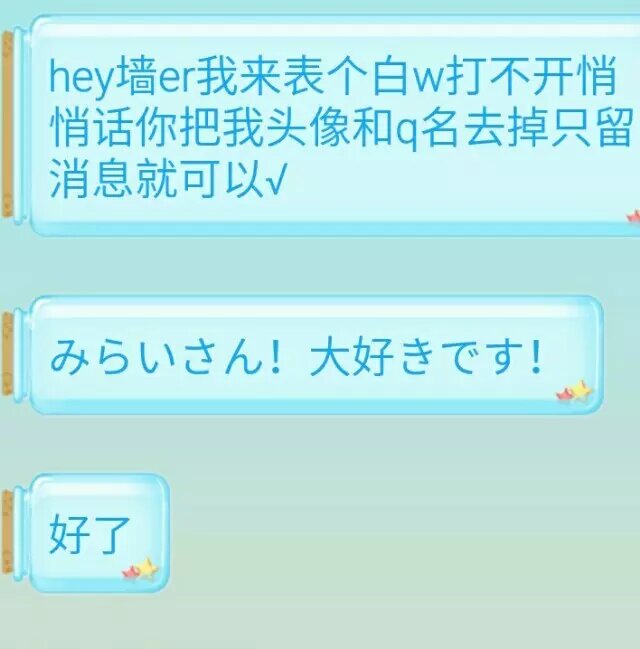 hey墙er我来表个白w打不开悄
悄话你把我头像和q名去掉只留
消息就可以√
みらいさん！大好きです！
好了